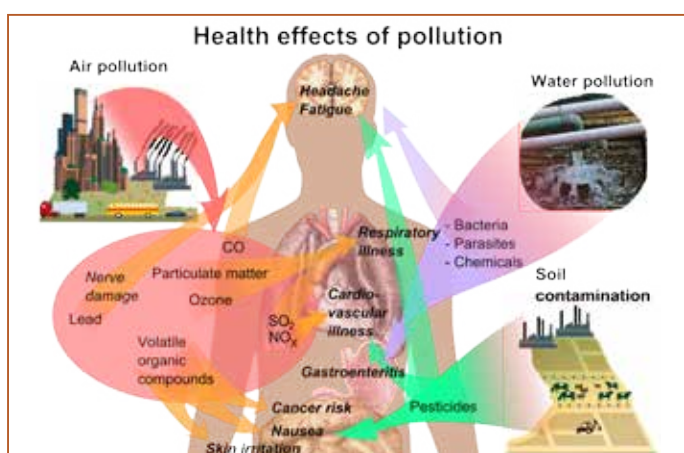 Health effects of pollution
Air pollution
Water pollution
Headache
Fatigue
CO
Particulate matter
Ozone
Nerve
damage
Lead
SO2
NOx
Volatile
organic
compounds
Respiratory
illness
Cardio-
vascular
illness
Gastroenteritis
Cancer risk
Nausea
Skin irritation
- Bacteria
- Parasites
- Chemicals
Soil
contamination
Pesticides